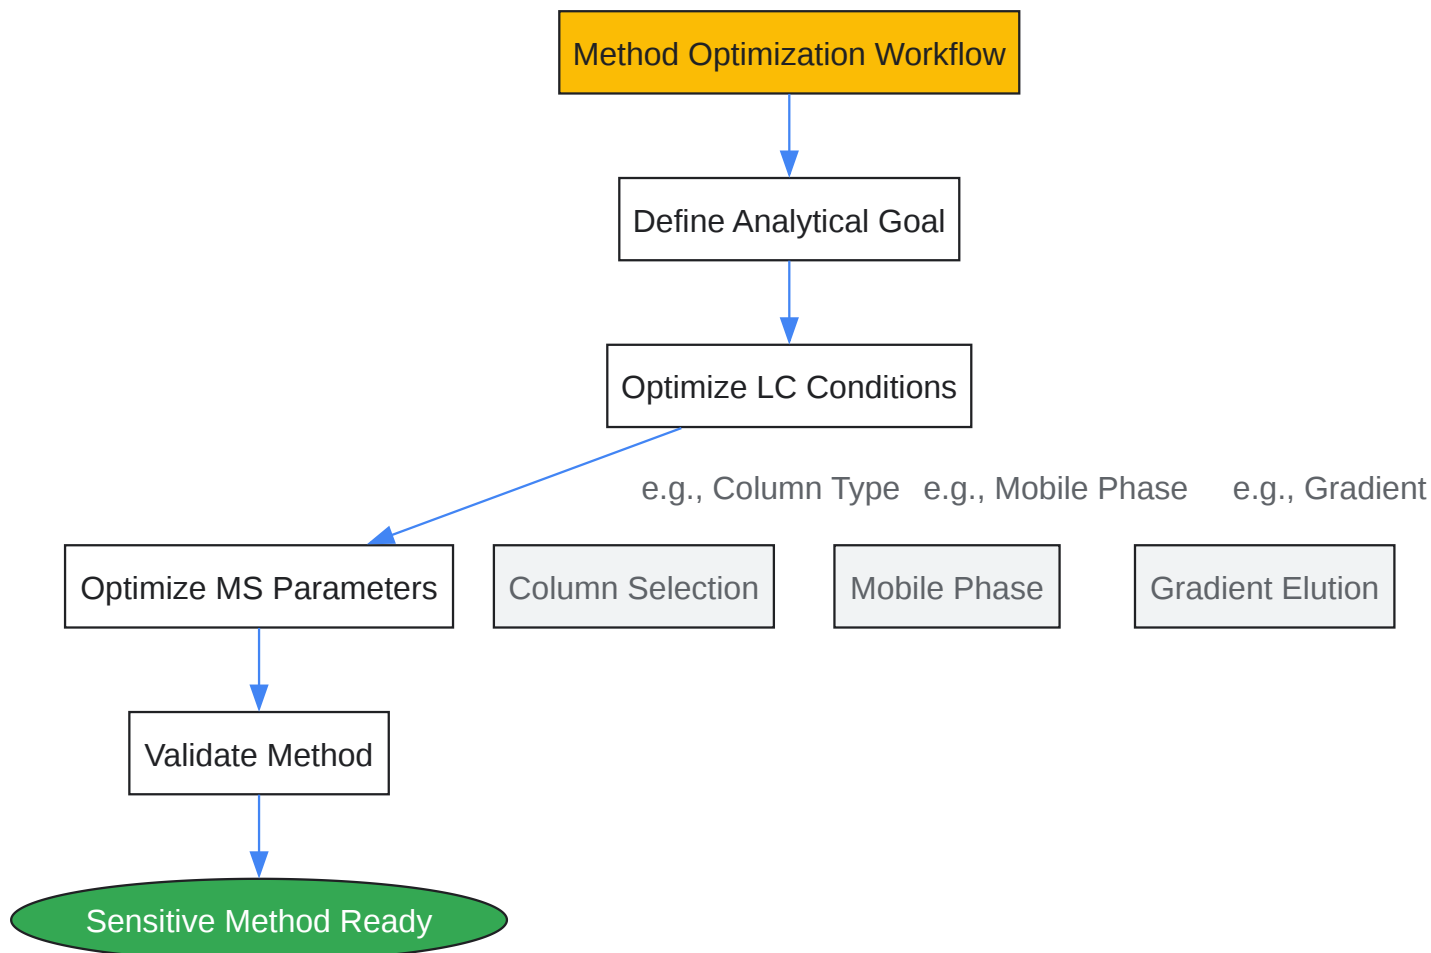 Method Optimization Workflow
Define Analytical Goal
Optimize LC Conditions
e.g., Column Type
e.g., Mobile Phase
e.g., Gradient
Optimize MS Parameters
Column Selection
Mobile Phase
Gradient Elution
Validate Method
Sensitive Method Ready